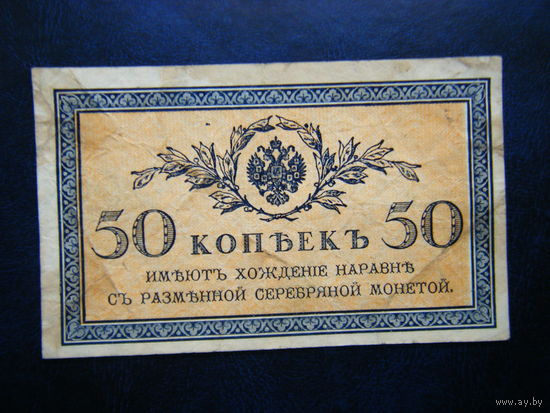 50 КОПѢЕКЪ 50
ИМѢЮТЪ ХОЖДЕНІЕ НАРАВНѢ
СЪ РАЗМѢННОЙ СЕРЕБРЯНОЙ МОНЕТОЙ.
www.ay.by